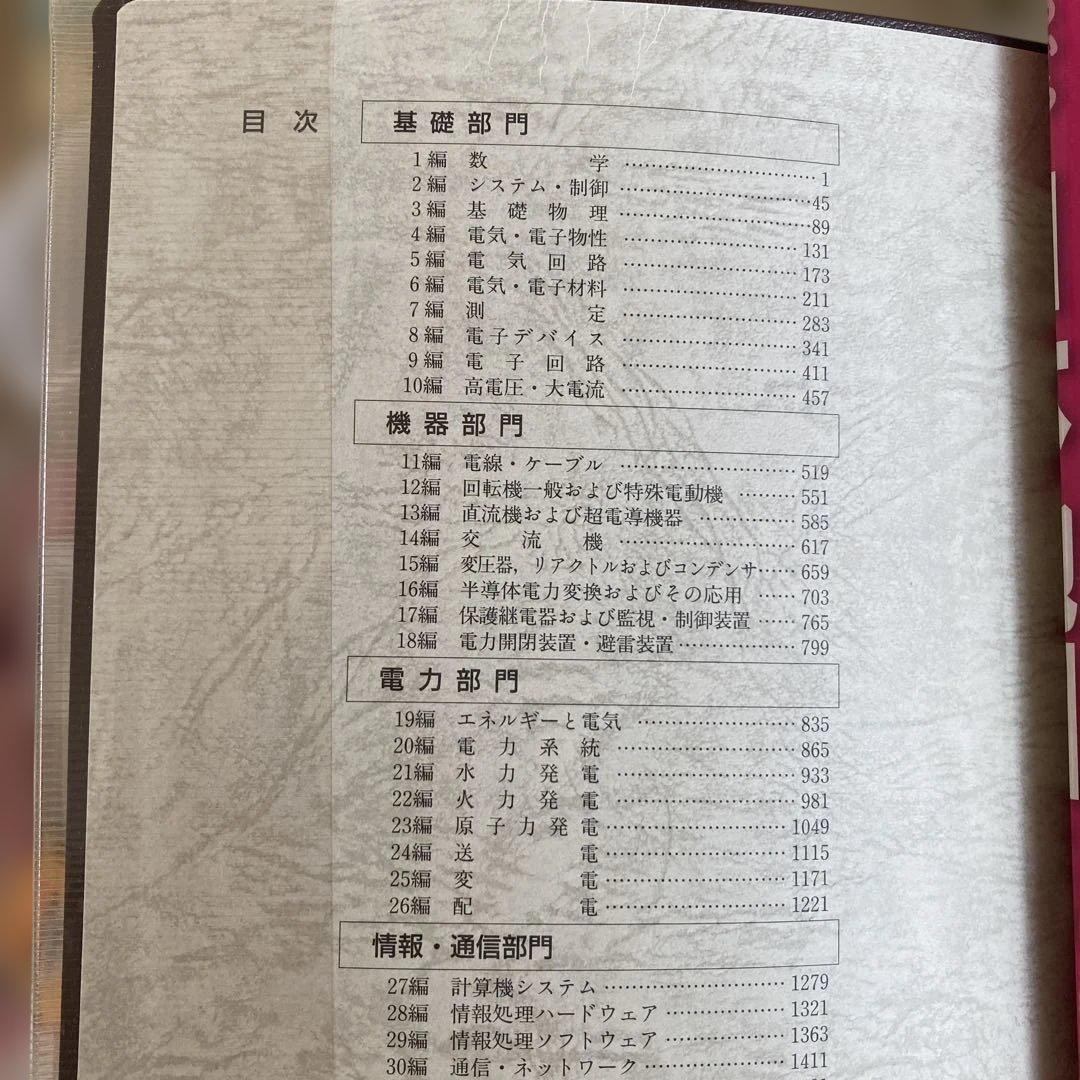 目次
基礎部門
1編 数学 …… 1
2編 システム・制御 …… 45
3編 基礎物理 …… 89
4編 電気・電子物性 …… 131
5編 電気回路 …… 173
6編 電気・電子材料 …… 211
7編 測定 …… 283
8編 電子デバイス …… 341
9編 電子回路 …… 411
10編 高電圧・大電流 …… 457
機器部門
11編 電線・ケーブル …… 519
12編 回転機一般および特殊電動機 …… 551
13編 直流機および超電導機器 …… 585
14編 交流機 …… 617
15編 変圧器，リアクトルおよびコンデンサ …… 659
16編 半導体電力変換およびその応用 …… 703
17編 保護継電器および監視・制御装置 …… 765
18編 電力開閉装置・避雷装置 …… 799
電力部門
19編 エネルギーと電気 …… 835
20編 電力系統 …… 865
21編 水力発電 …… 933
22編 火力発電 …… 981
23編 原子力発電 …… 1049
24編 送電 …… 1115
25編 変電 …… 1171
26編 配電 …… 1221
情報・通信部門
27編 計算機システム …… 1279
28編 情報処理ハードウェア …… 1321
29編 情報処理ソフトウェア …… 1363
30編 通信・ネットワーク …… 1411